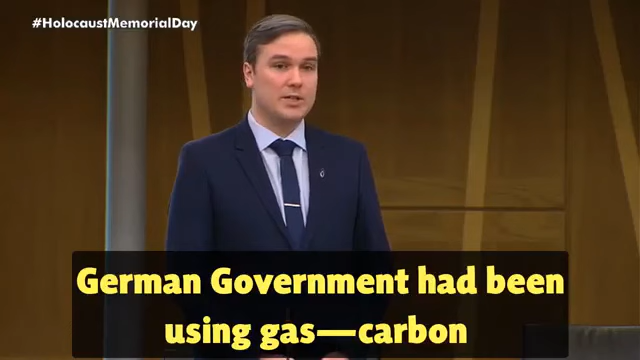 #HolocaustMemorialDay
German Government had been
using gas—carbon